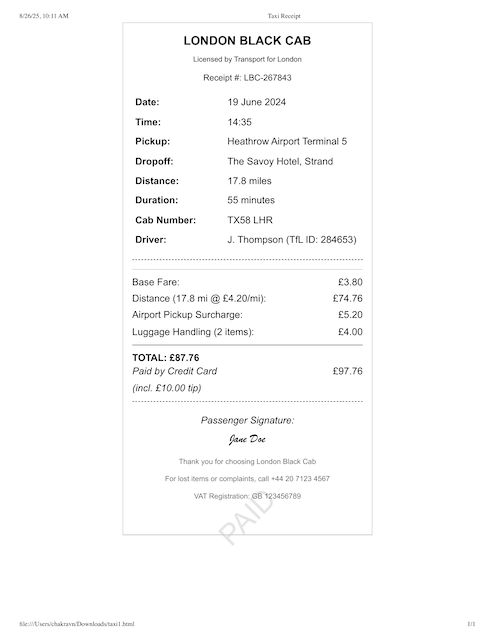 8/26/25, 10:11 AM Taxi Receipt
LONDON BLACK CAB
Licensed by Transport for London
Receipt #: LBC-267843
Date: 19 June 2024
Time: 14:35
Pickup: Heathrow Airport Terminal 5
Dropoff: The Savoy Hotel, Strand
Distance: 17.8 miles
Duration: 55 minutes
Cab Number: TX58 LHR
Driver: J. Thompson (TfL ID: 284653)
Base Fare: £3.80
Distance (17.8 mi @ £4.20/mi): £74.76
Airport Pickup Surcharge: £5.20
Luggage Handling (2 items): £4.00
TOTAL: £87.76
Paid by Credit Card £97.76
(incl. £10.00 tip)
Passenger Signature:
Jane Doe
Thank you for choosing London Black Cab
For lost items or complaints, call +44 20 7123 4567
VAT Registration: GB 123456789
PAID
file:///Users/chakravn/Downloads/taxi1.html 1/1